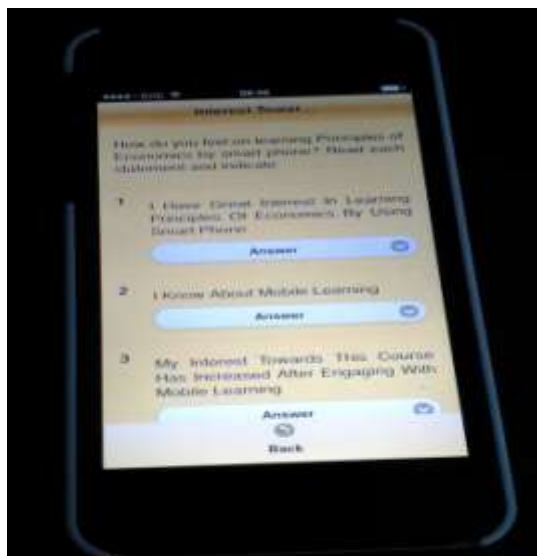 Interest
How do you feel on learning Principles of
Economics by smart phone? Read each
statement and indicate
1 I Have Great Interest In Learning
Principles Of Economics By Using
Smart Phone
Answer
2 I Know About Mobile Learning
Answer
3 My Interest Towards This Course
Has Increased After Engaging With
Mobile Learning
Answer
Back